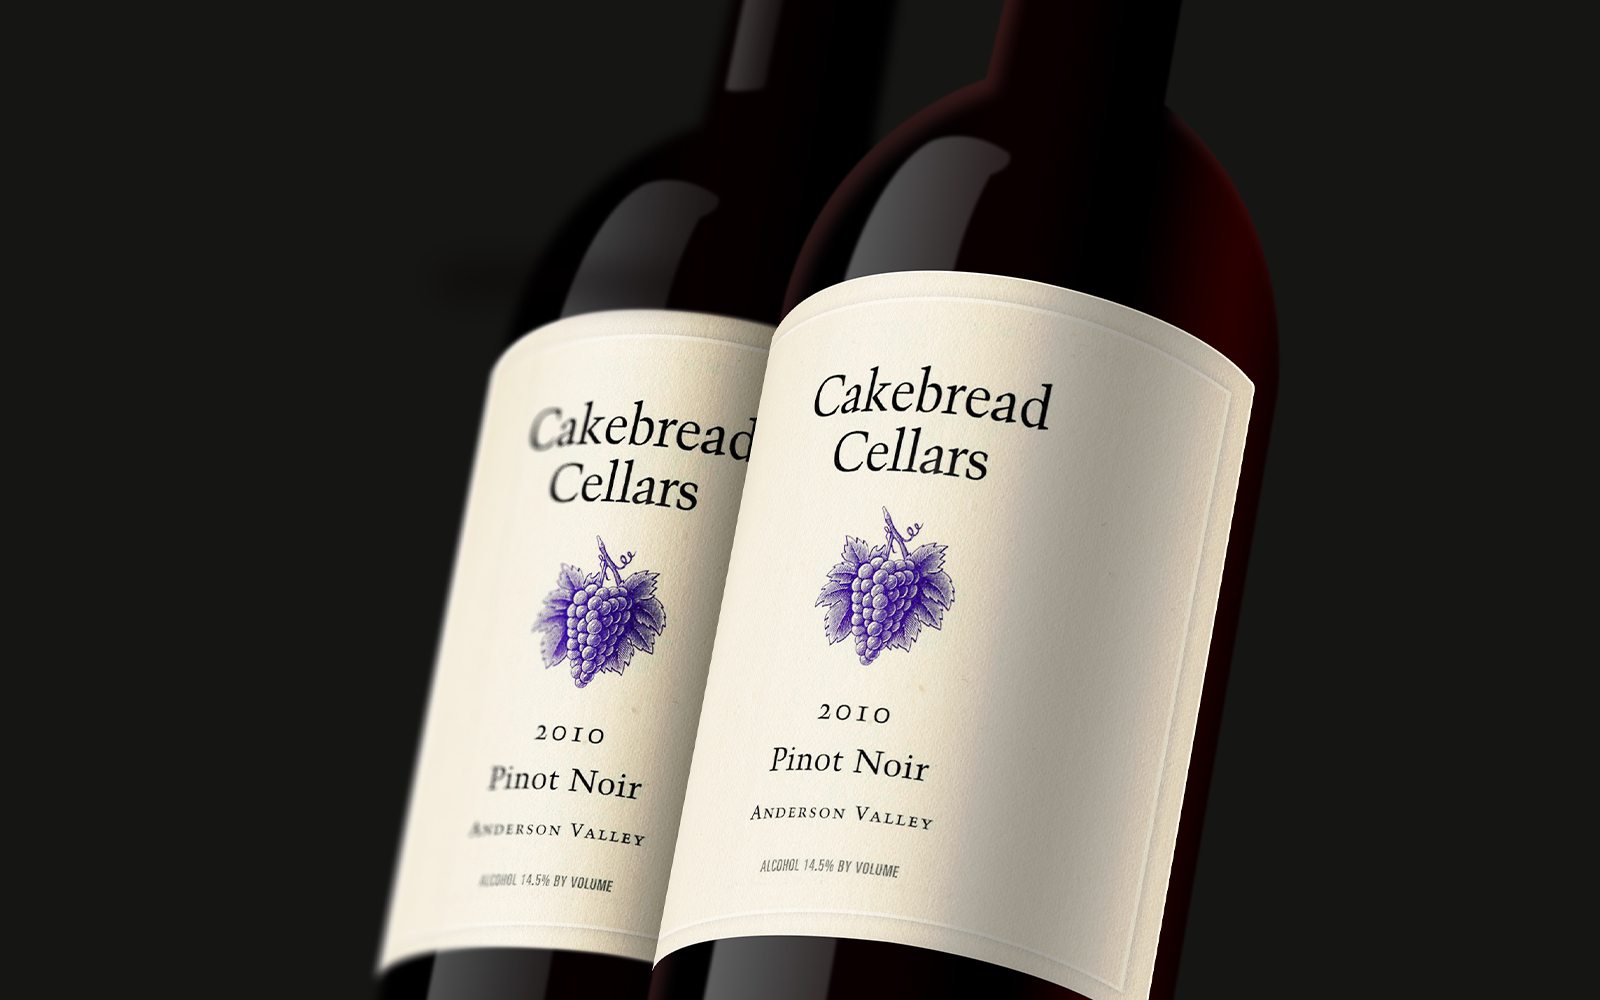 Cakebread
Cellars
2010
Pinot Noir
Anderson Valley
ALCOHOL 14.5% BY VOLUME
Cakebread
Cellars
2010
Pinot Noir
Anderson Valley
ALCOHOL 14.5% BY VOLUME